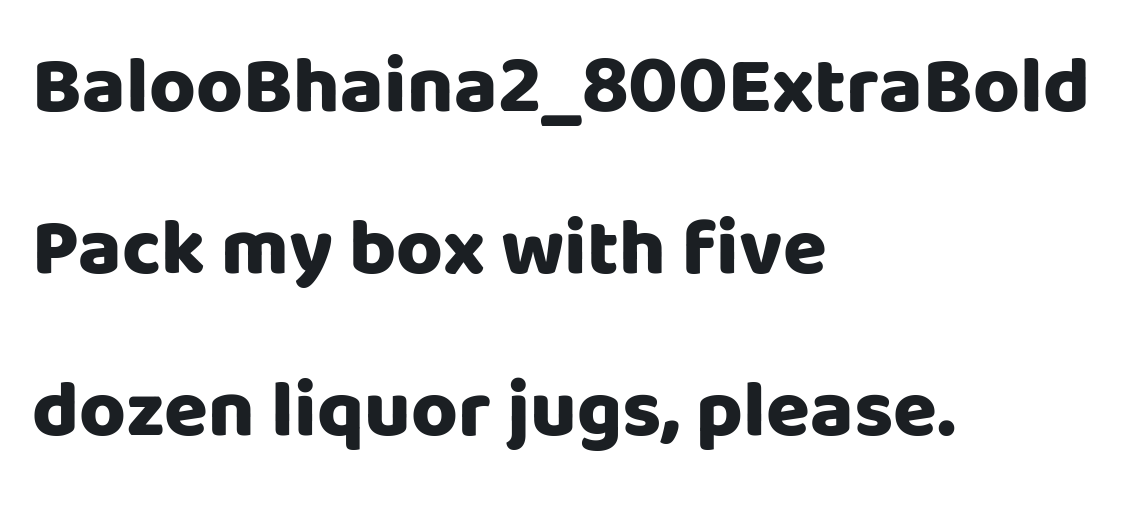 BalooBhaina2_800ExtraBold
Pack my box with five
dozen liquor jugs, please.